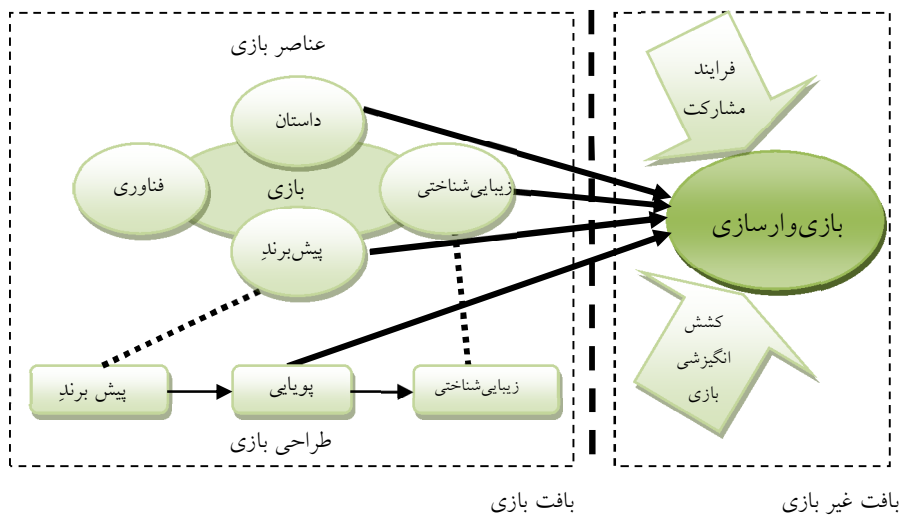 عناصر بازی
داستان
فناوری
بازی
زیبایی‌شناختی
پیش‌برندِ
پیش برندِ
پویایی
زیبایی‌شناختی
طراحی بازی
بافت بازی
فرایند
مشارکت
بازی‌وارسازی
کشش
انگیزشی
بازی
بافت غیر بازی